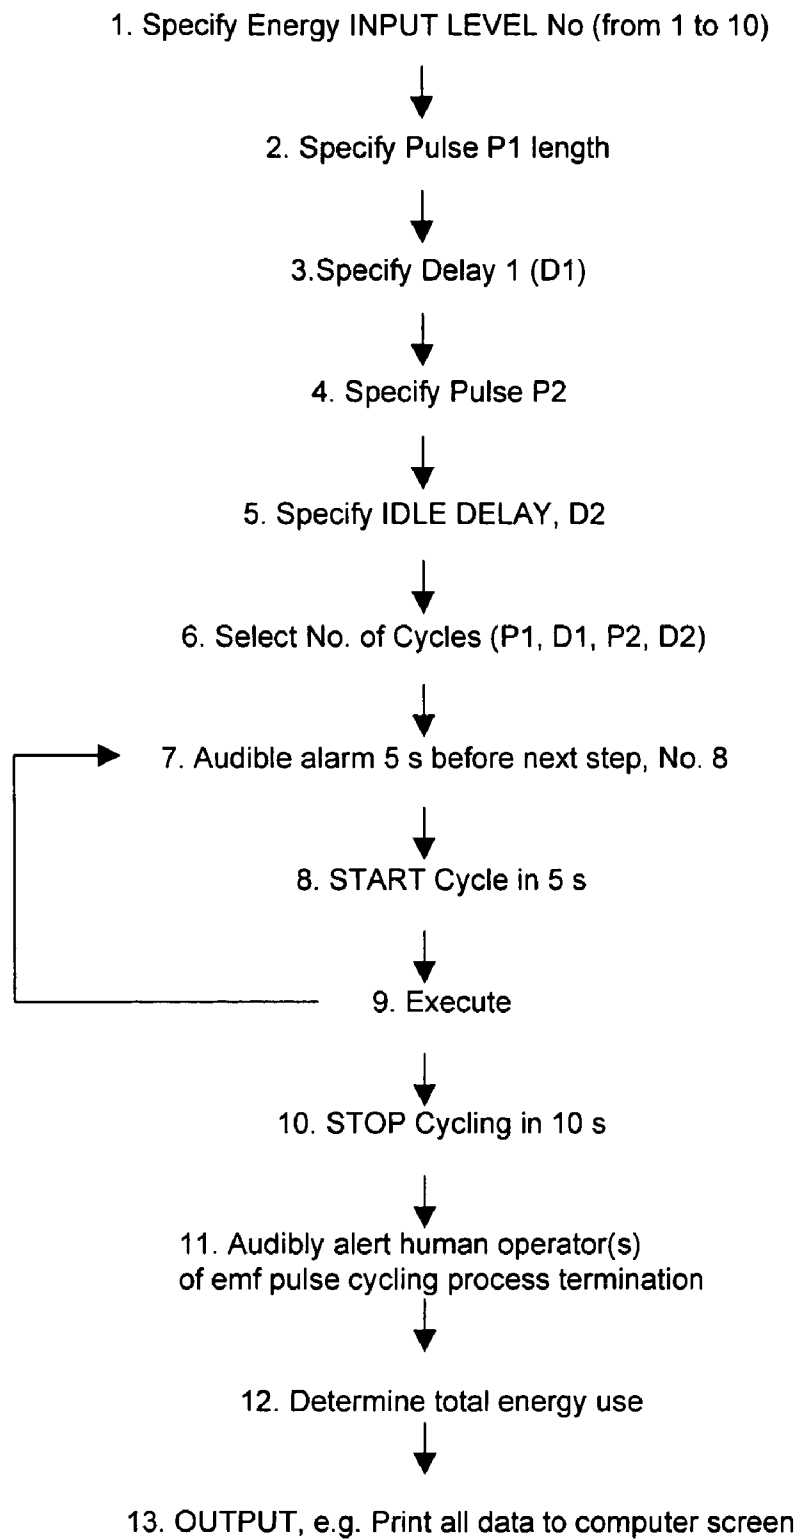 1. Specify Energy INPUT LEVEL No (from 1 to 10)
2. Specify Pulse P1 length
3.Specify Delay 1 (D1)
4. Specify Pulse P2
5. Specify IDLE DELAY, D2
6. Select No. of Cycles (P1, D1, P2, D2)
7. Audible alarm 5 s before next step, No. 8
8. START Cycle in 5 s
9. Execute
10. STOP Cycling in 10 s
11. Audibly alert human operator(s)
of emf pulse cycling process termination
12. Determine total energy use
13. OUTPUT, e.g. Print all data to computer screen